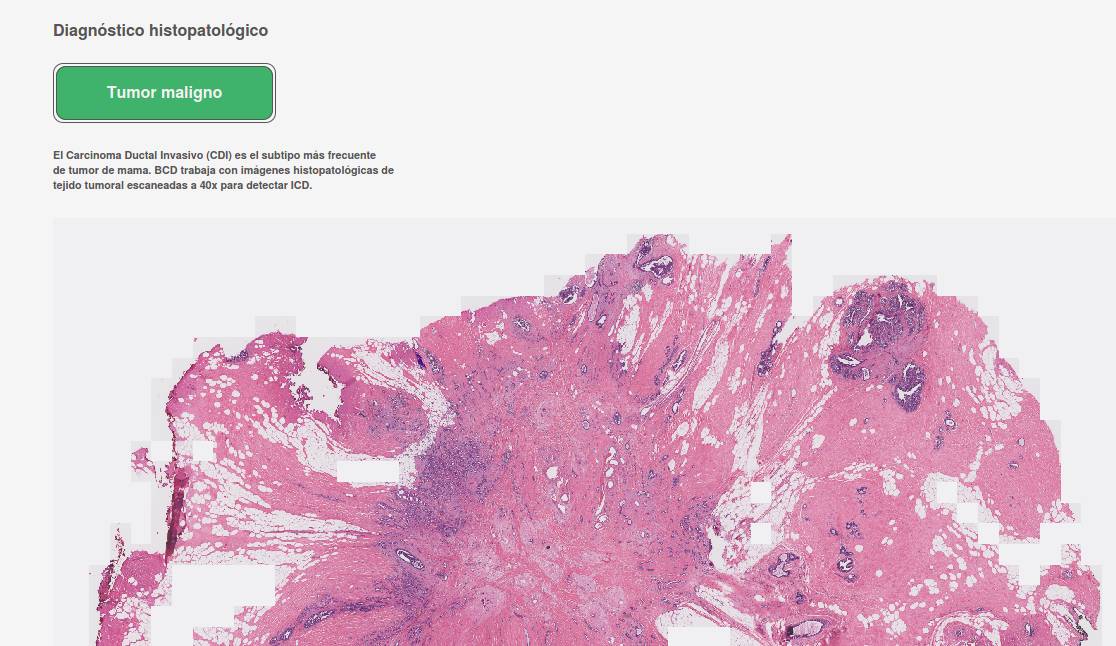 Diagnóstico histopatológico
Tumor maligno
El Carcinoma Ductal Invasivo (CDI) es el subtipo más frecuente
de tumor de mama. BCD trabaja con imágenes histopatológicas de
tejido tumoral escaneadas a 40x para detectar ICD.